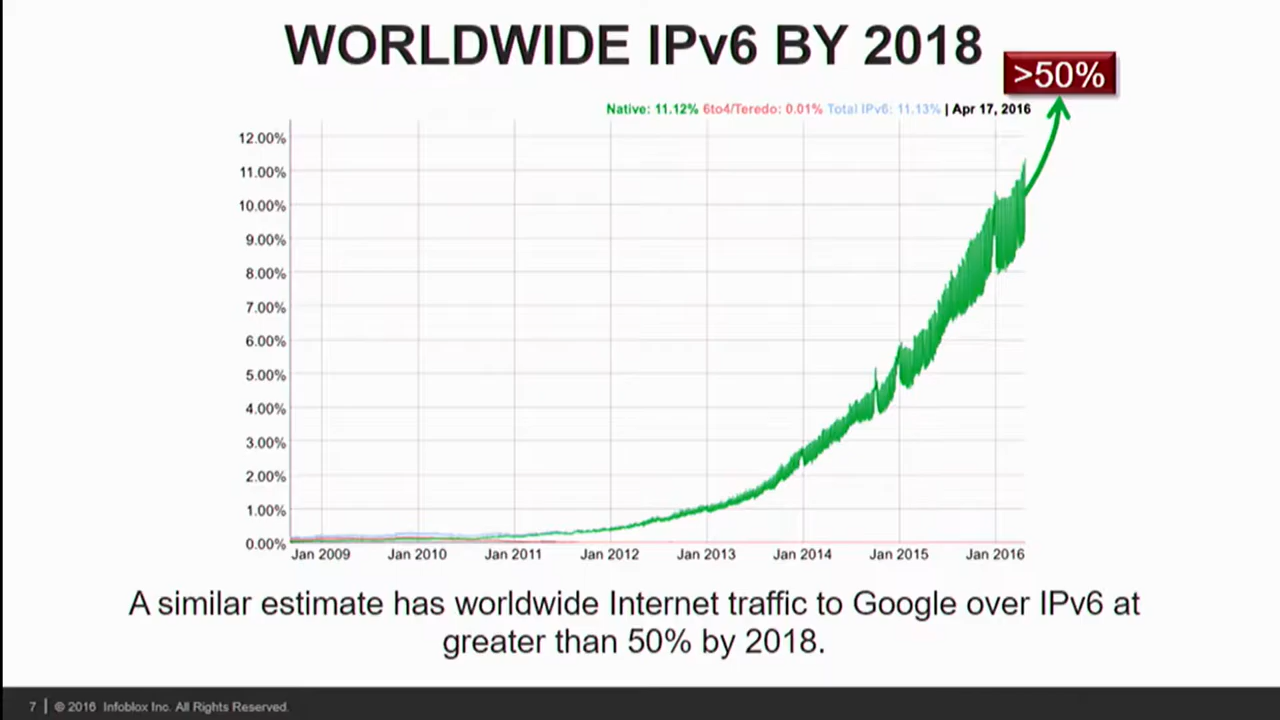 WORLDWIDE IPv6 BY 2018
>50%
Native: 11.12% 6to4/Teredo: 0.01% Total IPv6: 11.13% | Apr 17, 2016
12.00%
11.00%
10.00%
9.00%
8.00%
7.00%
6.00%
5.00%
4.00%
3.00%
2.00%
1.00%
0.00%
Jan 2009 Jan 2010 Jan 2011 Jan 2012 Jan 2013 Jan 2014 Jan 2015 Jan 2016
A similar estimate has worldwide Internet traffic to Google over IPv6 at
greater than 50% by 2018.
7 | © 2016 Infoblox Inc. All Rights Reserved.